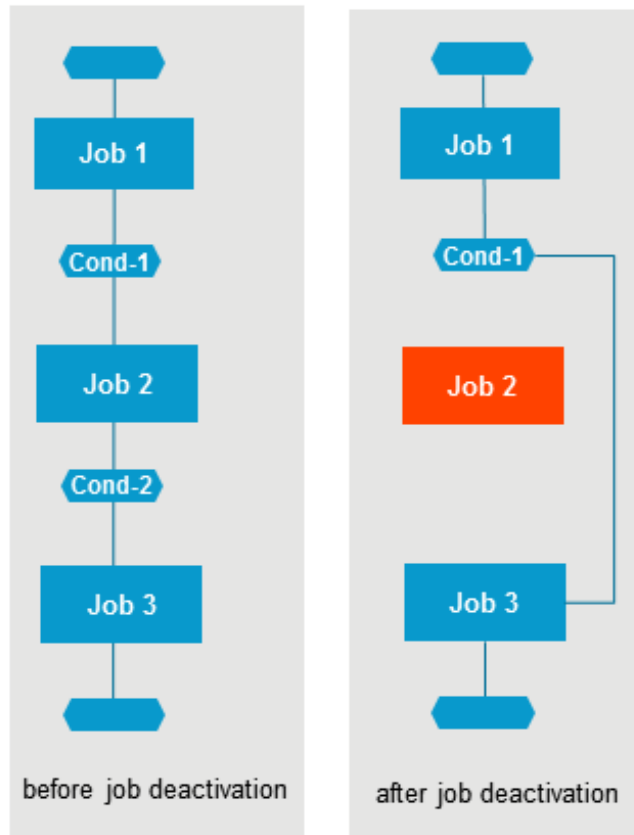 Job 1
Cond-1
Job 2
Cond-2
Job 3
before job deactivation
Job 1
Cond-1
Job 2
Job 3
after job deactivation